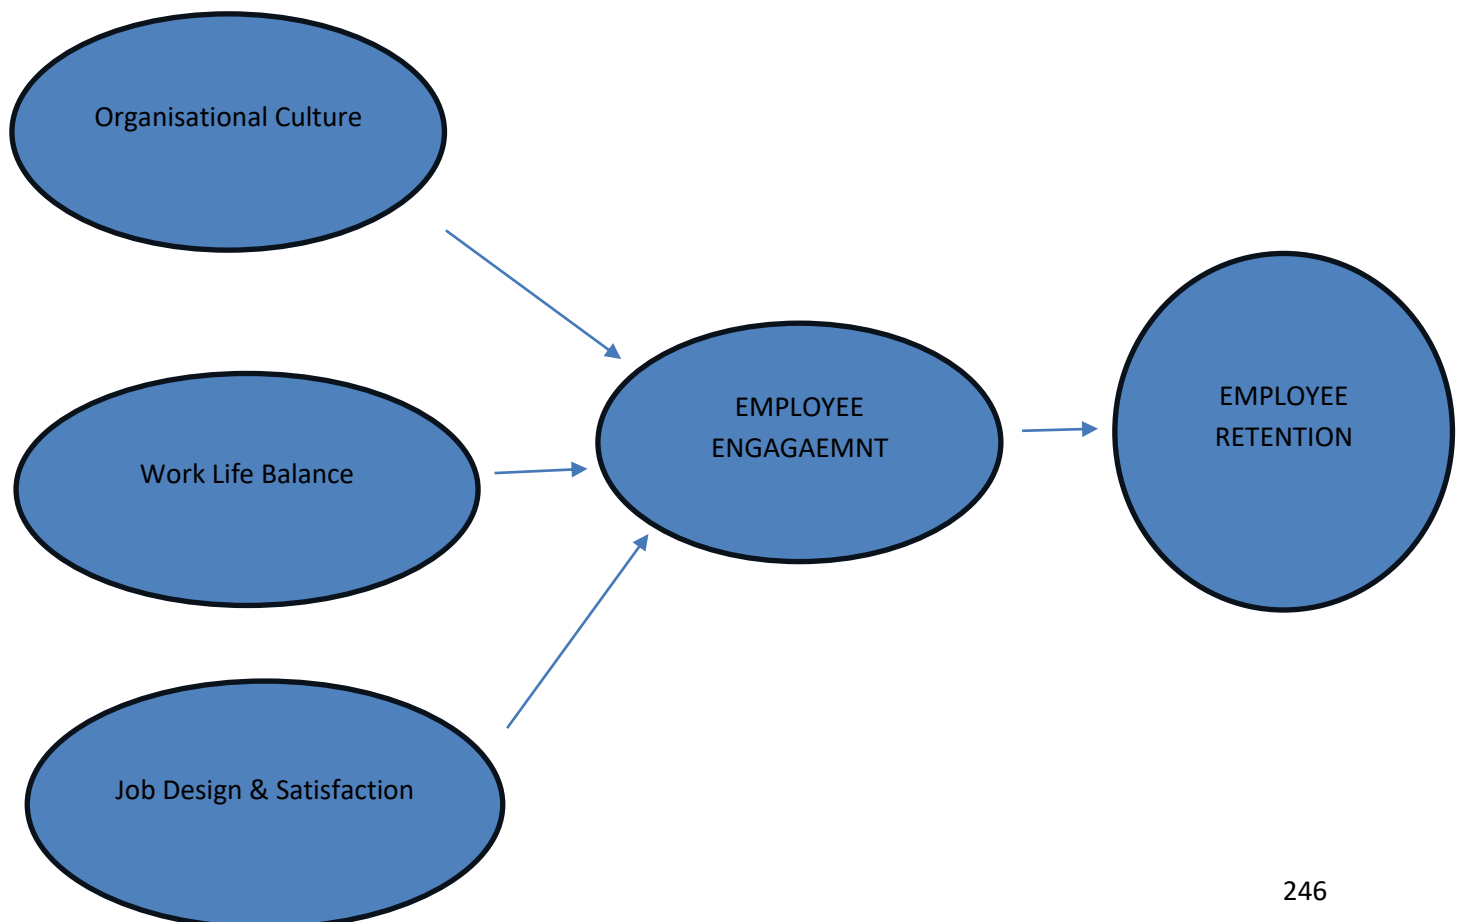 Organisational Culture
Work Life Balance
Job Design & Satisfaction
EMPLOYEE
ENGAGAEMNT
EMPLOYEE
RETENTION
246